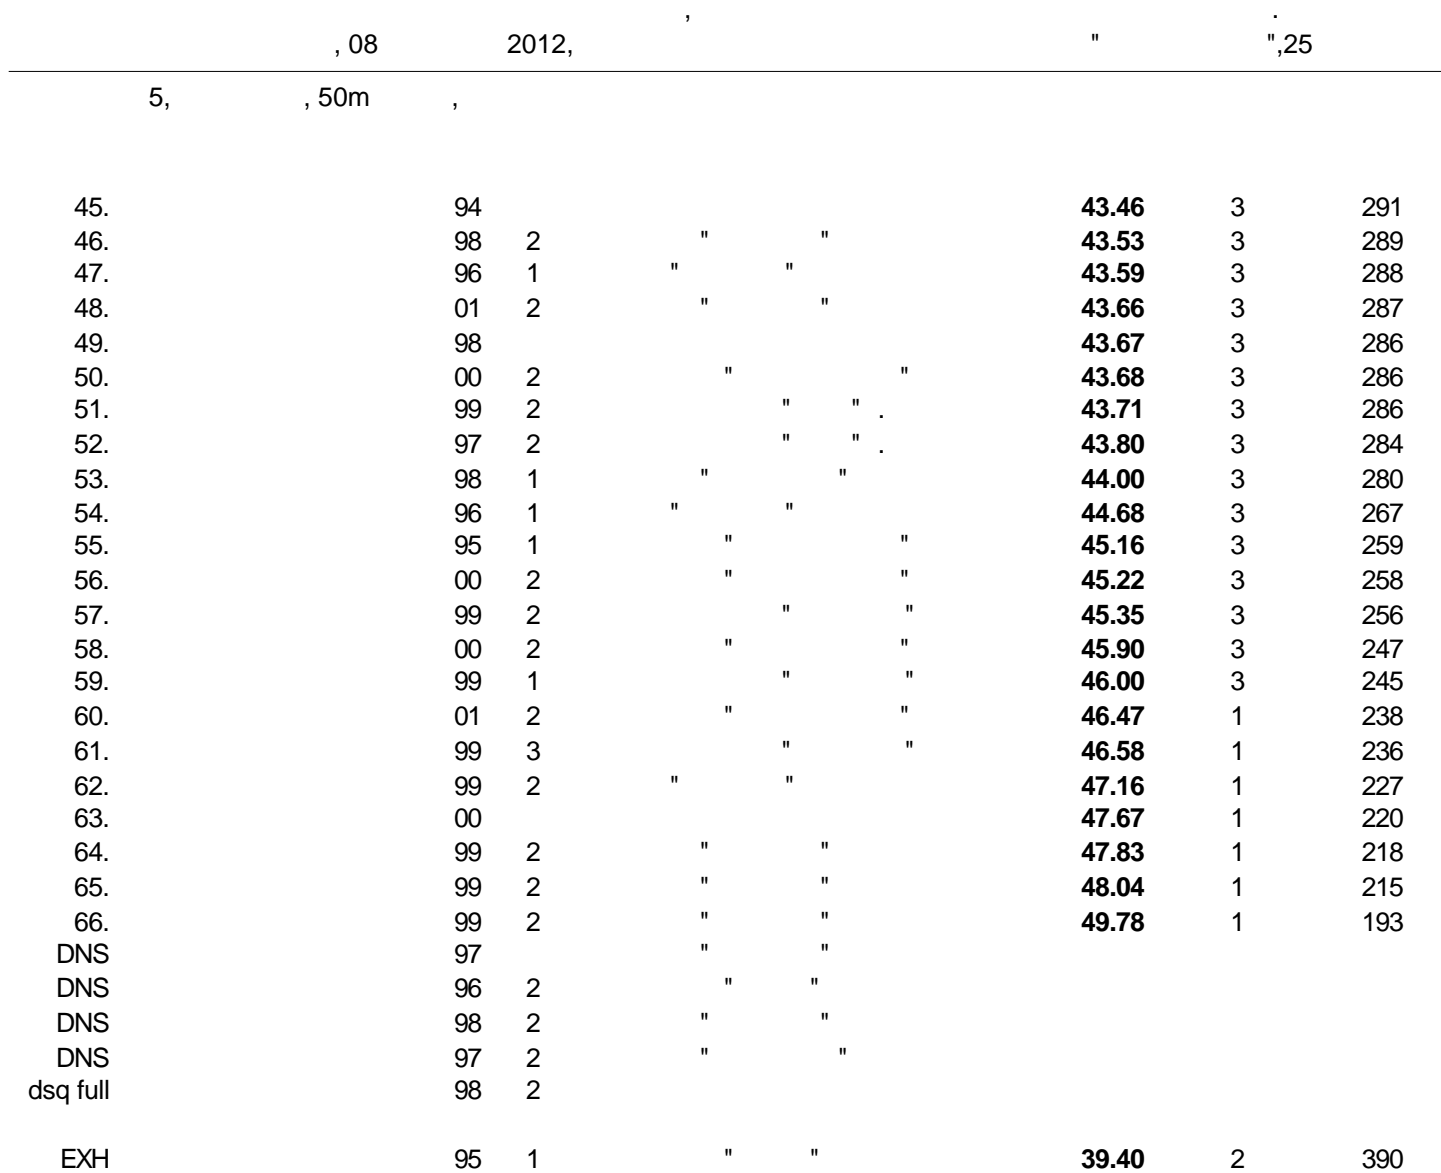 , .
, 08 2012, " ",25
5, , 50m ,
45. 94 43.46 3 291
46. 98 2 " " 43.53 3 289
47. 96 1 " " 43.59 3 288
48. 01 2 " " 43.66 3 287
49. 98 43.67 3 286
50. 00 2 " " 43.68 3 286
51. 99 2 " " . 43.71 3 286
52. 97 2 " " . 43.80 3 284
53. 98 1 " " 44.00 3 280
54. 96 1 " " 44.68 3 267
55. 95 1 " " 45.16 3 259
56. 00 2 " " 45.22 3 258
57. 99 2 " " 45.35 3 256
58. 00 2 " " 45.90 3 247
59. 99 1 " " 46.00 3 245
60. 01 2 " " 46.47 1 238
61. 99 3 " " 46.58 1 236
62. 99 2 " " 47.16 1 227
63. 00 47.67 1 220
64. 99 2 " " 47.83 1 218
65. 99 2 " " 48.04 1 215
66. 99 2 " " 49.78 1 193
DNS 97 " "
DNS 96 2 " "
DNS 98 2 " "
DNS 97 2 " "
dsq full 98 2
EXH 95 1 " " 39.40 2 390